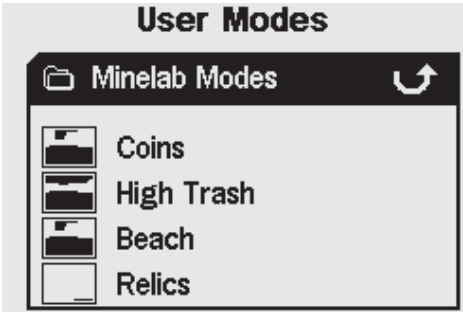 User Modes
Minelab Modes
Coins
High Trash
Beach
Relics